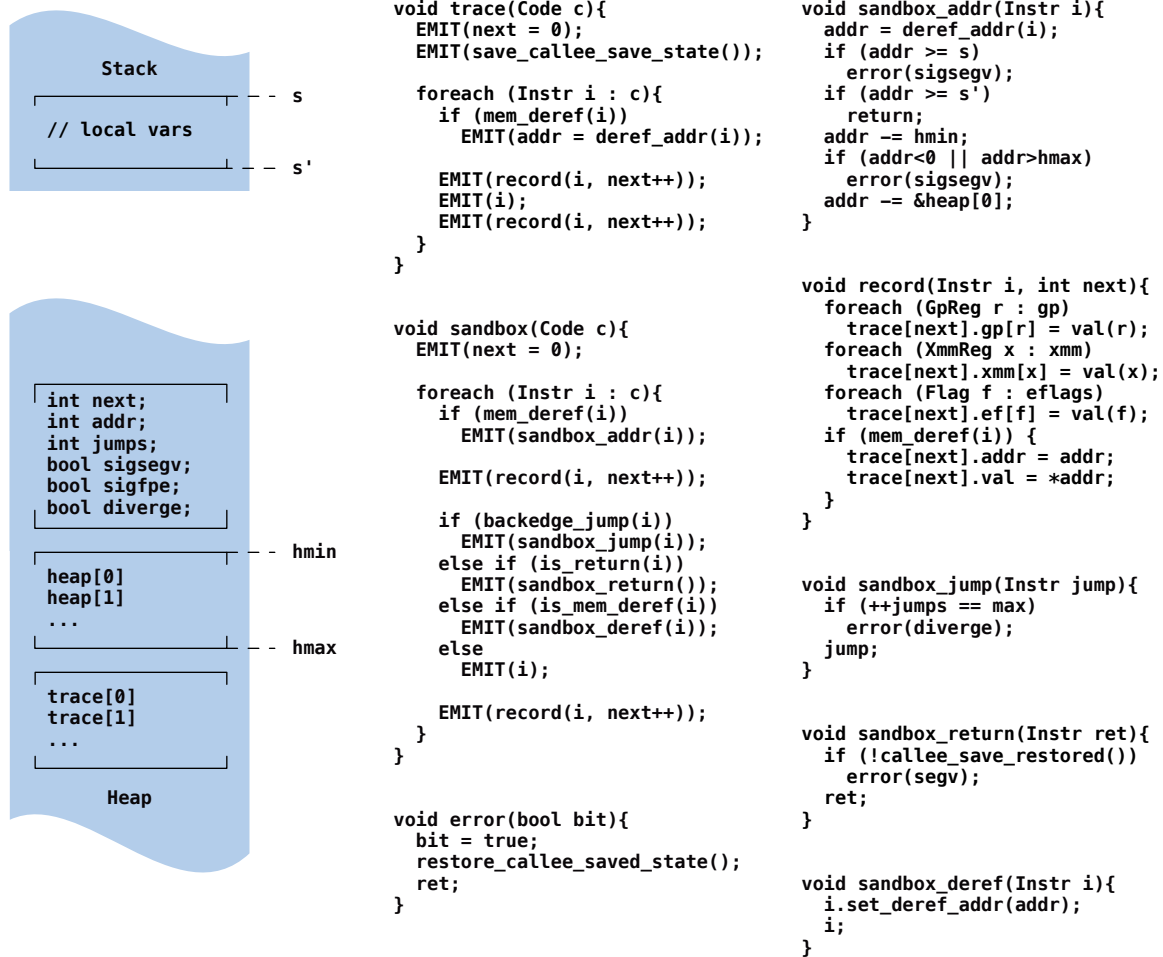 Stack
s
// local vars
s'
int next;
int addr;
int jumps;
bool sigsegv;
bool sigfpe;
bool diverge;
hmin
heap[0]
heap[1]
...
hmax
trace[0]
trace[1]
...
Heap
void trace(Code c){
EMIT(next = 0);
EMIT(save_callee_save_state());
foreach (Instr i : c){
if (mem_deref(i))
EMIT(addr = deref_addr(i));
EMIT(record(i, next++));
EMIT(i);
EMIT(record(i, next++));
}
}
void sandbox(Code c){
EMIT(next = 0);
foreach (Instr i : c){
if (mem_deref(i))
EMIT(sandbox_addr(i));
EMIT(record(i, next++));
if (backedge_jump(i))
EMIT(sandbox_jump(i));
else if (is_return(i))
EMIT(sandbox_return());
else if (is_mem_deref(i))
EMIT(sandbox_deref(i));
else
EMIT(i);
EMIT(record(i, next++));
}
}
void error(bool bit){
bit = true;
restore_callee_saved_state();
ret;
}
void sandbox_addr(Instr i){
addr = deref_addr(i);
if (addr >= s)
error(sigsegv);
if (addr >= s')
return;
addr −= hmin;
if (addr<0 || addr>hmax)
error(sigsegv);
addr −= &heap[0];
}
void record(Instr i, int next){
foreach (GpReg r : gp)
trace[next].gp[r] = val(r);
foreach (XmmReg x : xmm)
trace[next].xmm[x] = val(x);
foreach (Flag f : eflags)
trace[next].ef[f] = val(f);
if (mem_deref(i)) {
trace[next].addr = addr;
trace[next].val = *addr;
}
}
void sandbox_jump(Instr jump){
if (++jumps == max)
error(diverge);
jump;
}
void sandbox_return(Instr ret){
if (!callee_save_restored())
error(segv);
ret;
}
void sandbox_deref(Instr i){
i.set_deref_addr(addr);
i;
}